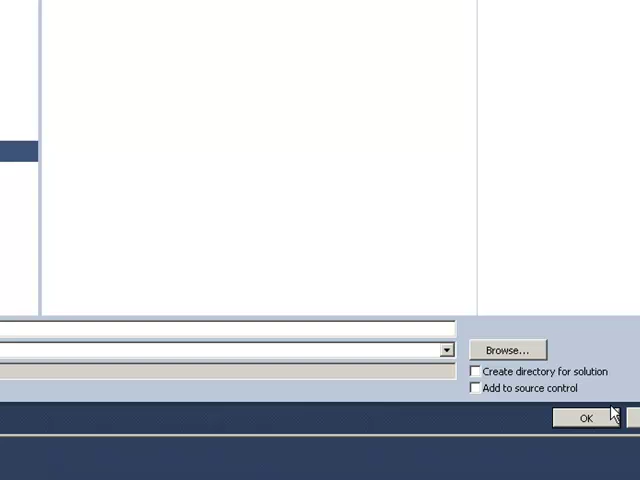 Browse...
Create directory for solution
Add to source control
OK